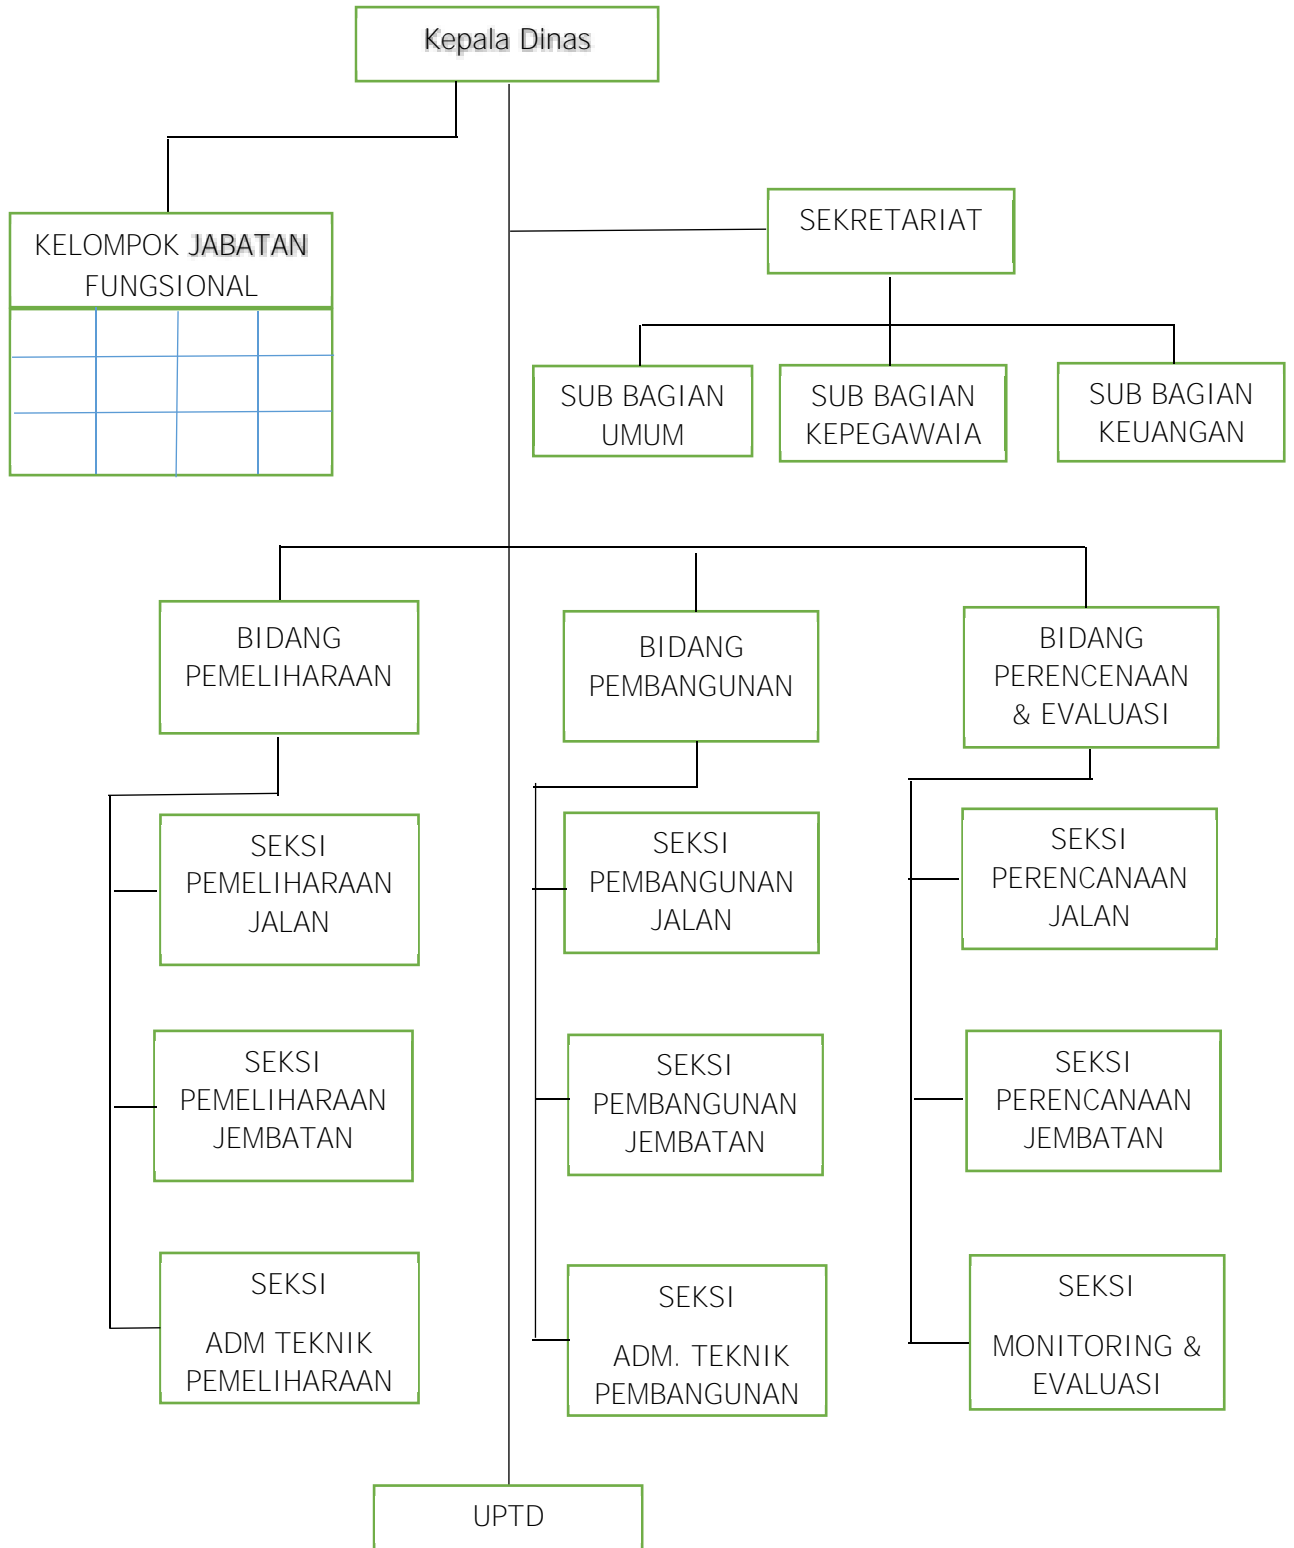 Kepala Dinas
SEKRETARIAT
KELOMPOK JABATAN
FUNGSIONAL
SUB BAGIAN
UMUM
SUB BAGIAN
KEPEGAWAIA
SUB BAGIAN
KEUANGAN
BIDANG
PEMELIHARAAN
BIDANG
PEMBANGUNAN
BIDANG
PERENCENAAN
& EVALUASI
SEKSI
PEMELIHARAAN
JALAN
SEKSI
PEMBANGUNAN
JALAN
SEKSI
PERENCANAAN
JALAN
SEKSI
PEMELIHARAAN
JEMBATAN
SEKSI
PEMBANGUNAN
JEMBATAN
SEKSI
PERENCANAAN
JEMBATAN
SEKSI
ADM TEKNIK
PEMELIHARAAN
SEKSI
ADM. TEKNIK
PEMBANGUNAN
SEKSI
MONITORING &
EVALUASI
UPTD